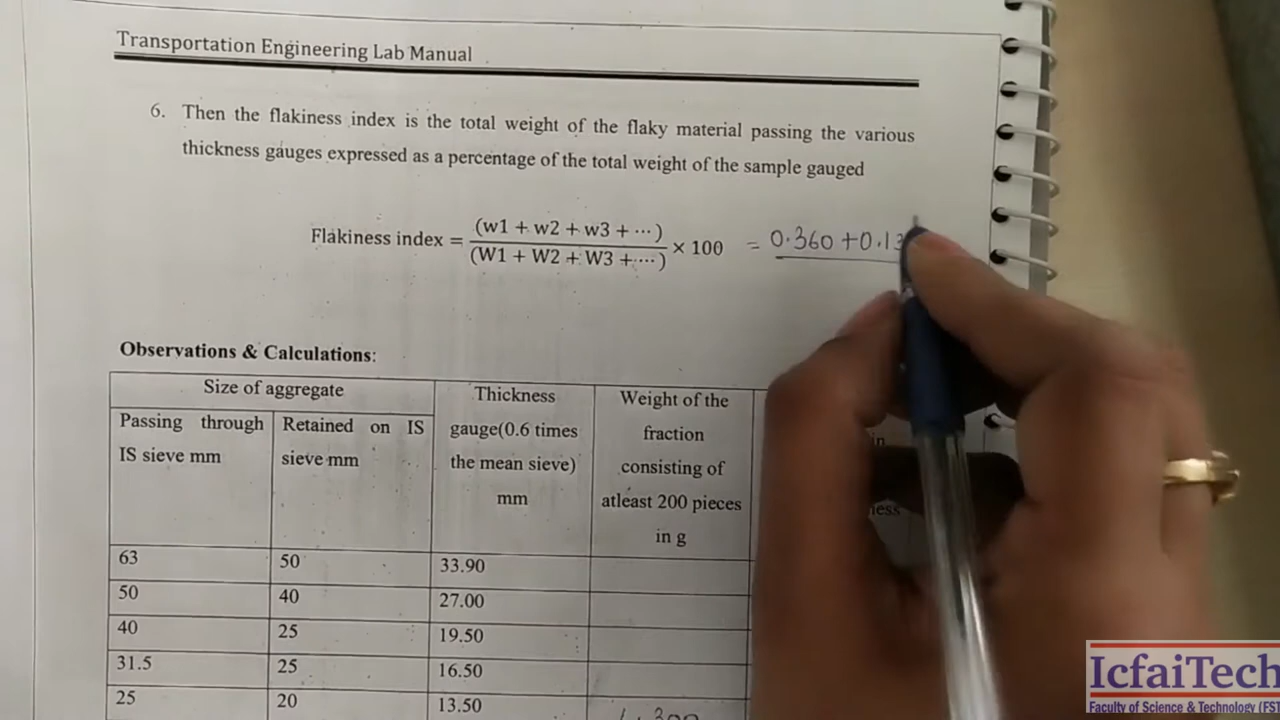 Transportation Engineering Lab Manual
6. Then the flakiness index is the total weight of the flaky material passing the various
thickness gauges expressed as a percentage of the total weight of the sample gauged
Flakiness index = (w1 + w2 + w3 + ⋯ ) / (W1 + W2 + W3 + ⋯ ) × 100 = 0.360 + 0.13
Observations & Calculations:
Size of aggregate
Passing through IS sieve mm
Retained on IS sieve mm
Thickness gauge(0.6 times the mean sieve) mm
Weight of the fraction consisting of atleast 200 pieces in g
in
63 50 33.90
50 40 27.00
40 25 19.50
31.5 25 16.50
25 20 13.50
IcfaiTech
Faculty of Science & Technology (FST